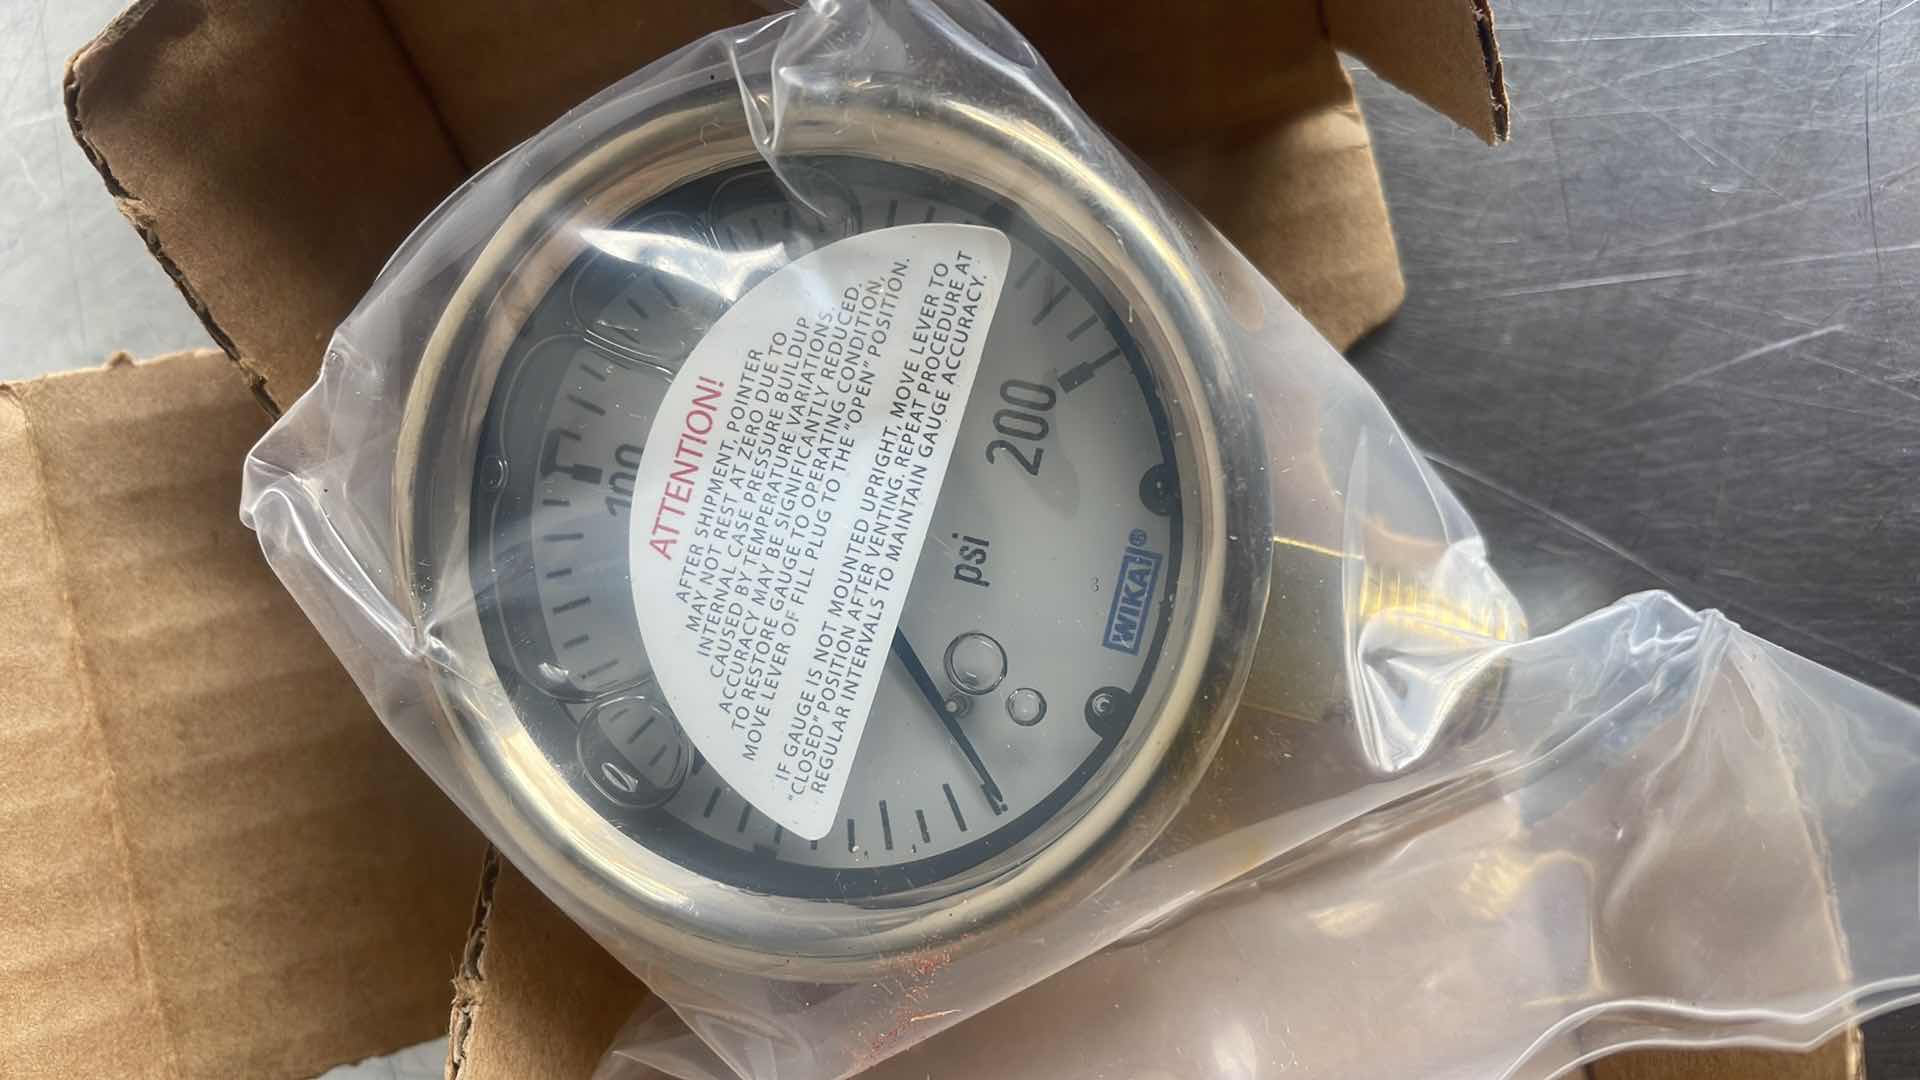 ATTENTION!
AFTER SHIPMENT, POINTER
MAY NOT REST AT ZERO DUE TO
INTERNAL CASE PRESSURE BUILDUP
CAUSED BY TEMPERATURE VARIATIONS.
ACCURACY MAY BE SIGNIFICANTLY REDUCED.
TO RESTORE GAUGE TO OPERATING CONDITION,
MOVE LEVER OF FILL PLUG TO THE "OPEN" POSITION.
IF GAUGE IS NOT MOUNTED UPRIGHT, MOVE LEVER TO
"CLOSED" POSITION AFTER VENTING. REPEAT PROCEDURE AT
REGULAR INTERVALS TO MAINTAIN GAUGE ACCURACY.
100
200
psi
3
WIKA®